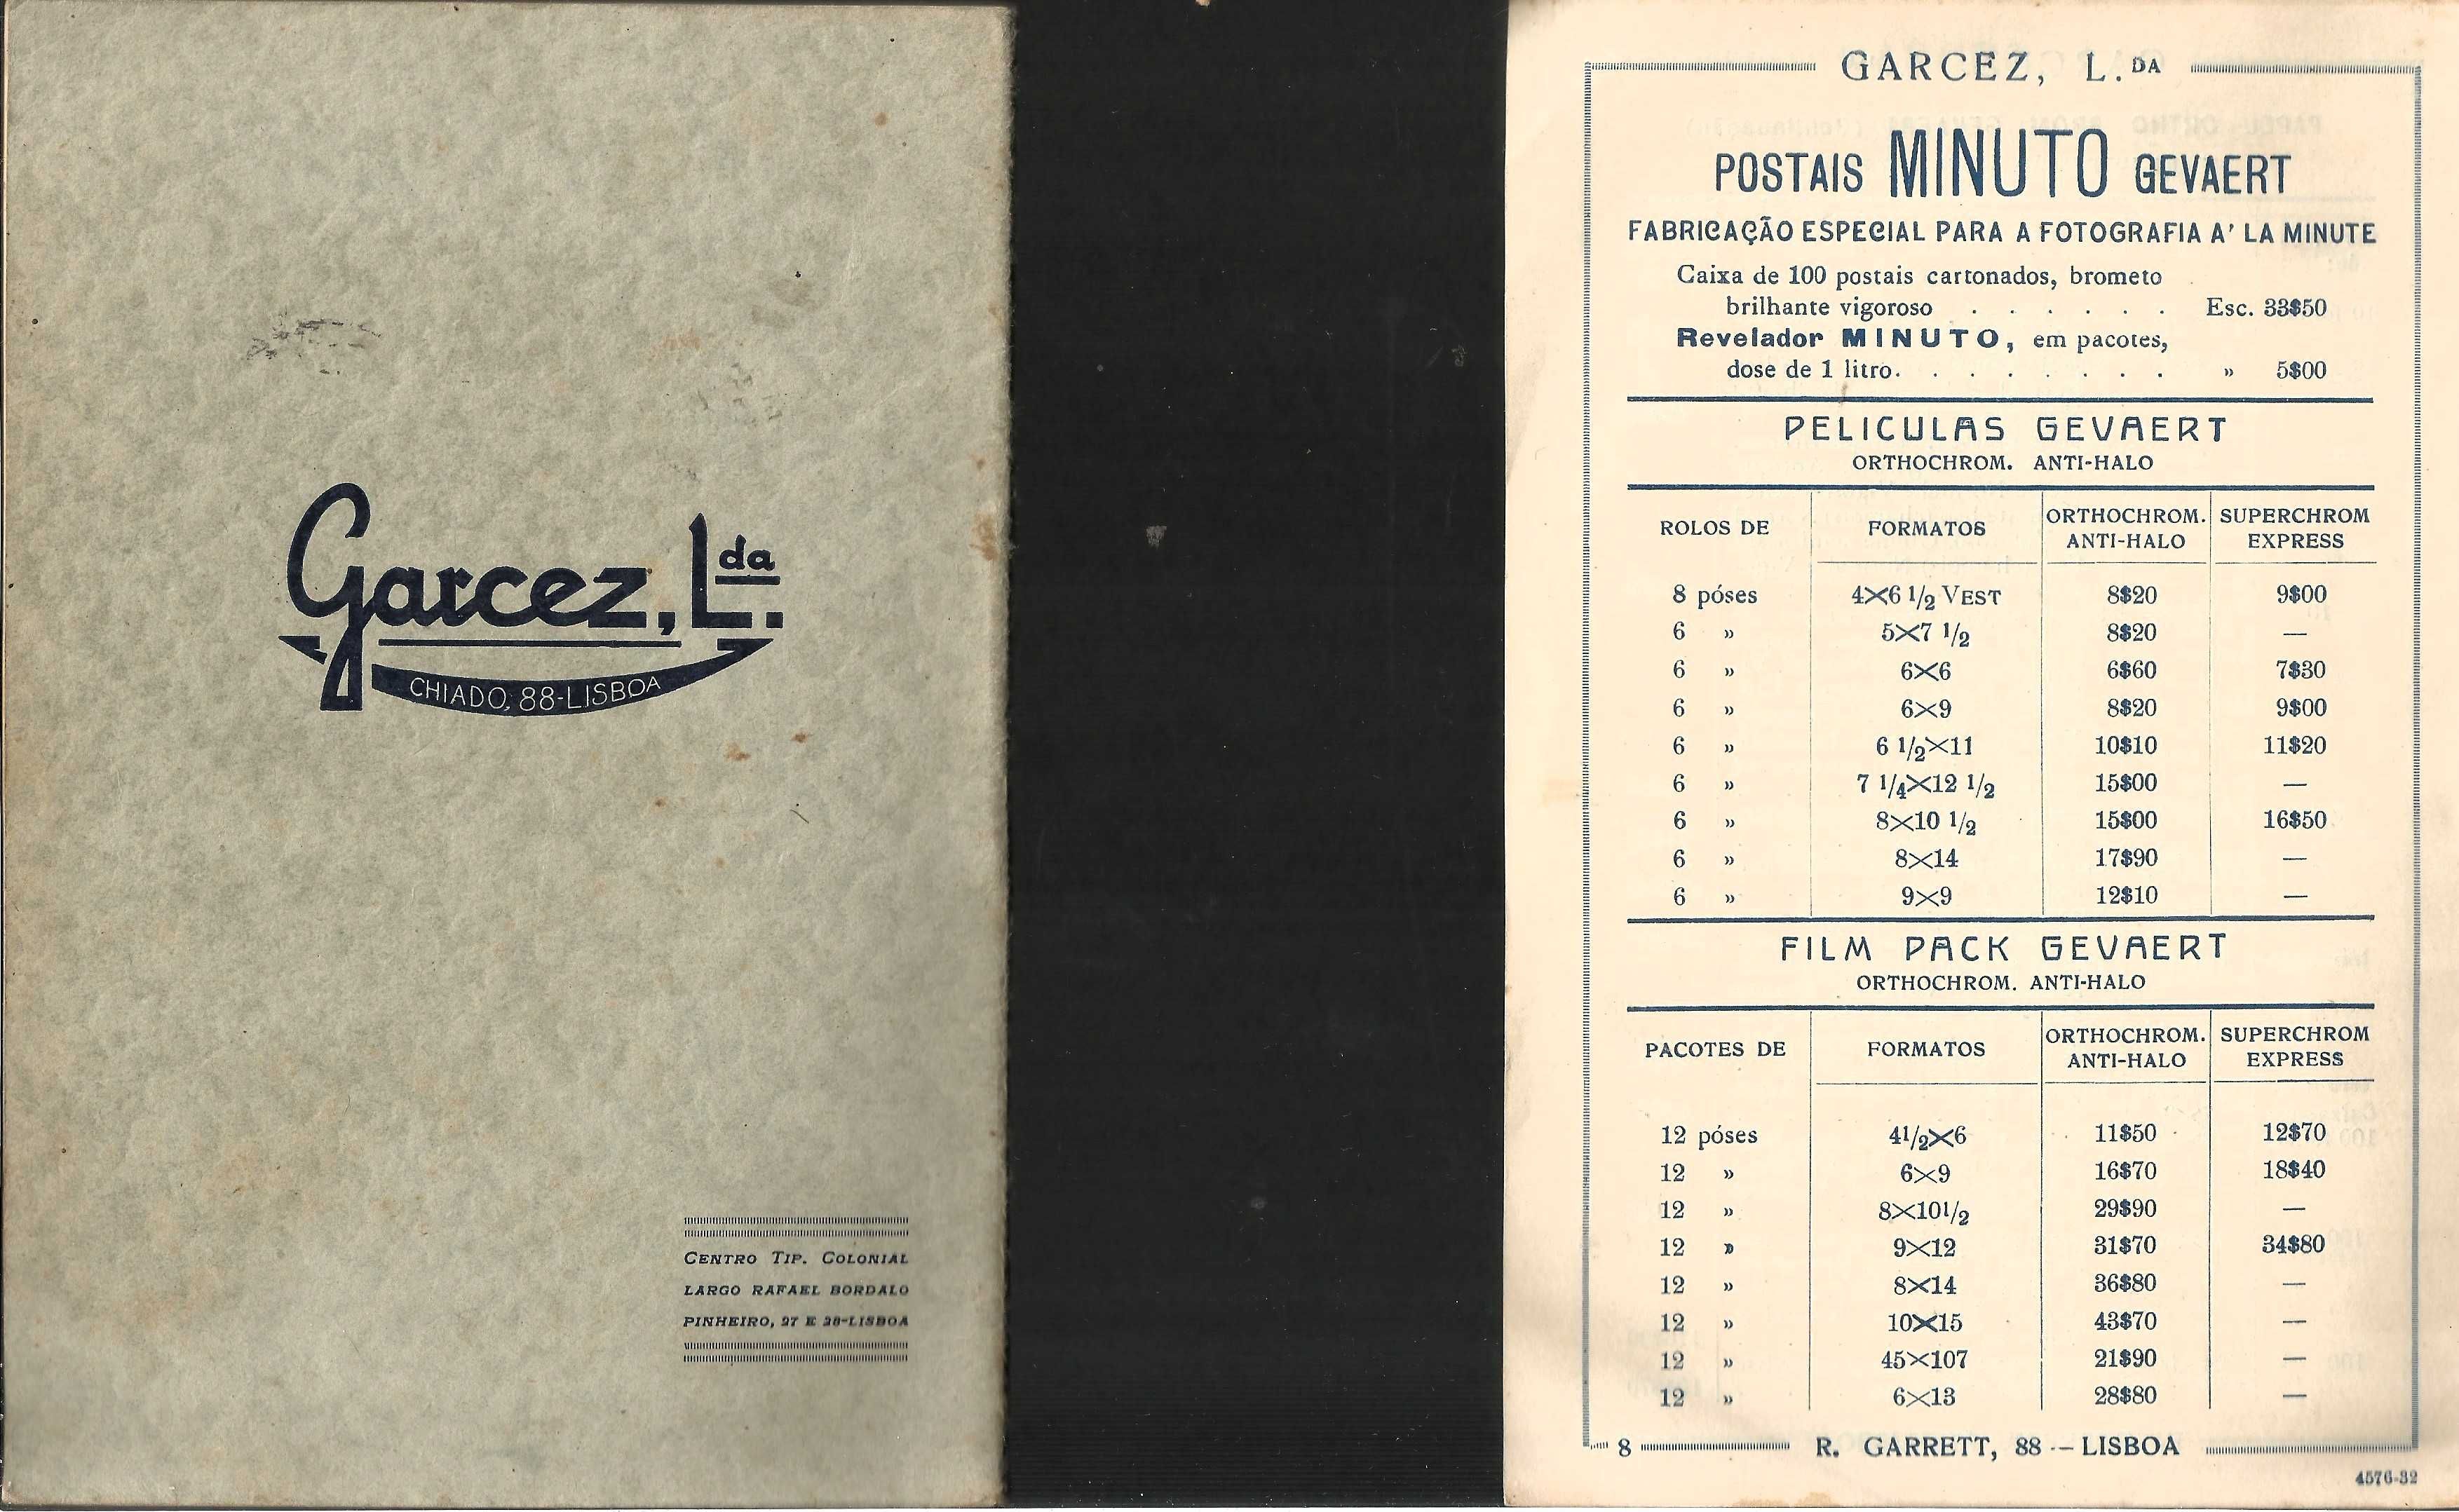 Garcez, L.da
CHIADO, 88-LISBOA
CENTRO TIP. COLONIAL
LARGO RAFAEL BORDALO
PINHEIRO, 27 E 28-LISBOA
GARCEZ, L.DA
POSTAIS MINUTO GEVAERT
FABRICAÇÃO ESPECIAL PARA A FOTOGRAFIA A' LA MINUTE
Caixa de 100 postais cartonados, brometo
brilhante vigoroso . . . . . . Esc. 33$50
Revelador MINUTO, em pacotes,
dose de 1 litro. . . . . . . . » 5$00
PELICULAS GEVAERT
ORTHOCHROM. ANTI-HALO
ROLOS DE FORMATOS ORTHOCHROM. ANTI-HALO SUPERCHROM EXPRESS
8 póses 4×6 1/2 VEST 8$20 9$00
6 » 5×7 1/2 8$20 —
6 » 6×6 6$60 7$30
6 » 6×9 8$20 9$00
6 » 6 1/2×11 10$10 11$20
6 » 7 1/4×12 1/2 15$00 —
6 » 8×10 1/2 15$00 16$50
6 » 8×14 17$90 —
6 » 9×9 12$10 —
FILM PACK GEVAERT
ORTHOCHROM. ANTI-HALO
PACOTES DE FORMATOS ORTHOCHROM. ANTI-HALO SUPERCHROM EXPRESS
12 póses 41/2×6 11$50 12$70
12 » 6×9 16$70 18$40
12 » 8×101/2 29$90 —
12 » 9×12 31$70 34$80
12 » 8×14 36$80 —
12 » 10×15 43$70 —
12 » 45×107 21$90 —
12 » 6×13 28$80 —
8 R. GARRETT, 88 -- LISBOA
4576-32